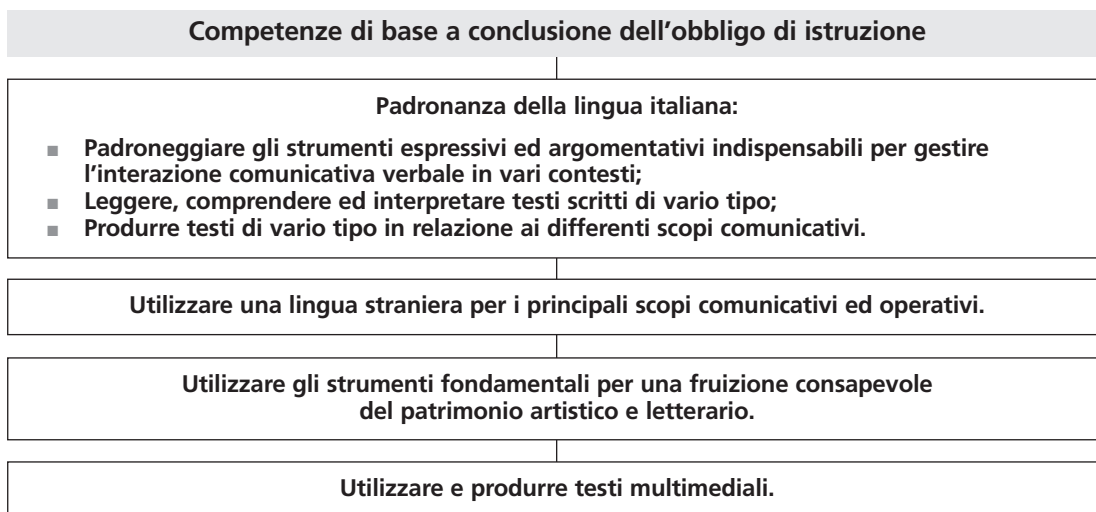 Competenze di base a conclusione dell'obbligo di istruzione
Padronanza della lingua italiana:
■ Padroneggiare gli strumenti espressivi ed argomentativi indispensabili per gestire
l'interazione comunicativa verbale in vari contesti;
■ Leggere, comprendere ed interpretare testi scritti di vario tipo;
■ Produrre testi di vario tipo in relazione ai differenti scopi comunicativi.
Utilizzare una lingua straniera per i principali scopi comunicativi ed operativi.
Utilizzare gli strumenti fondamentali per una fruizione consapevole
del patrimonio artistico e letterario.
Utilizzare e produrre testi multimediali.